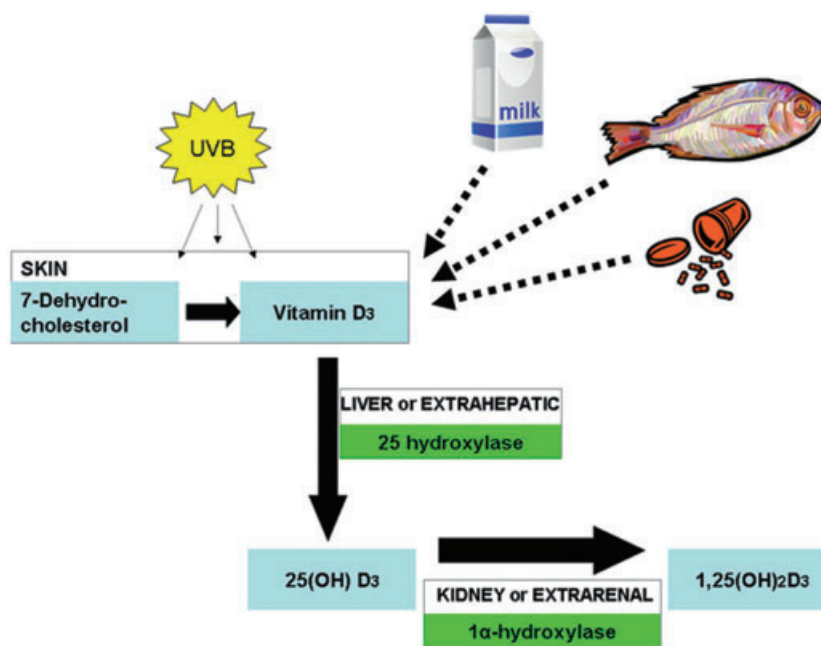 milk
UVB
SKIN
7-Dehydro-
cholesterol
Vitamin D3
LIVER or EXTRAHEPATIC
25 hydroxylase
25(OH) D3
1,25(OH)2D3
KIDNEY or EXTRARENAL
1α-hydroxylase